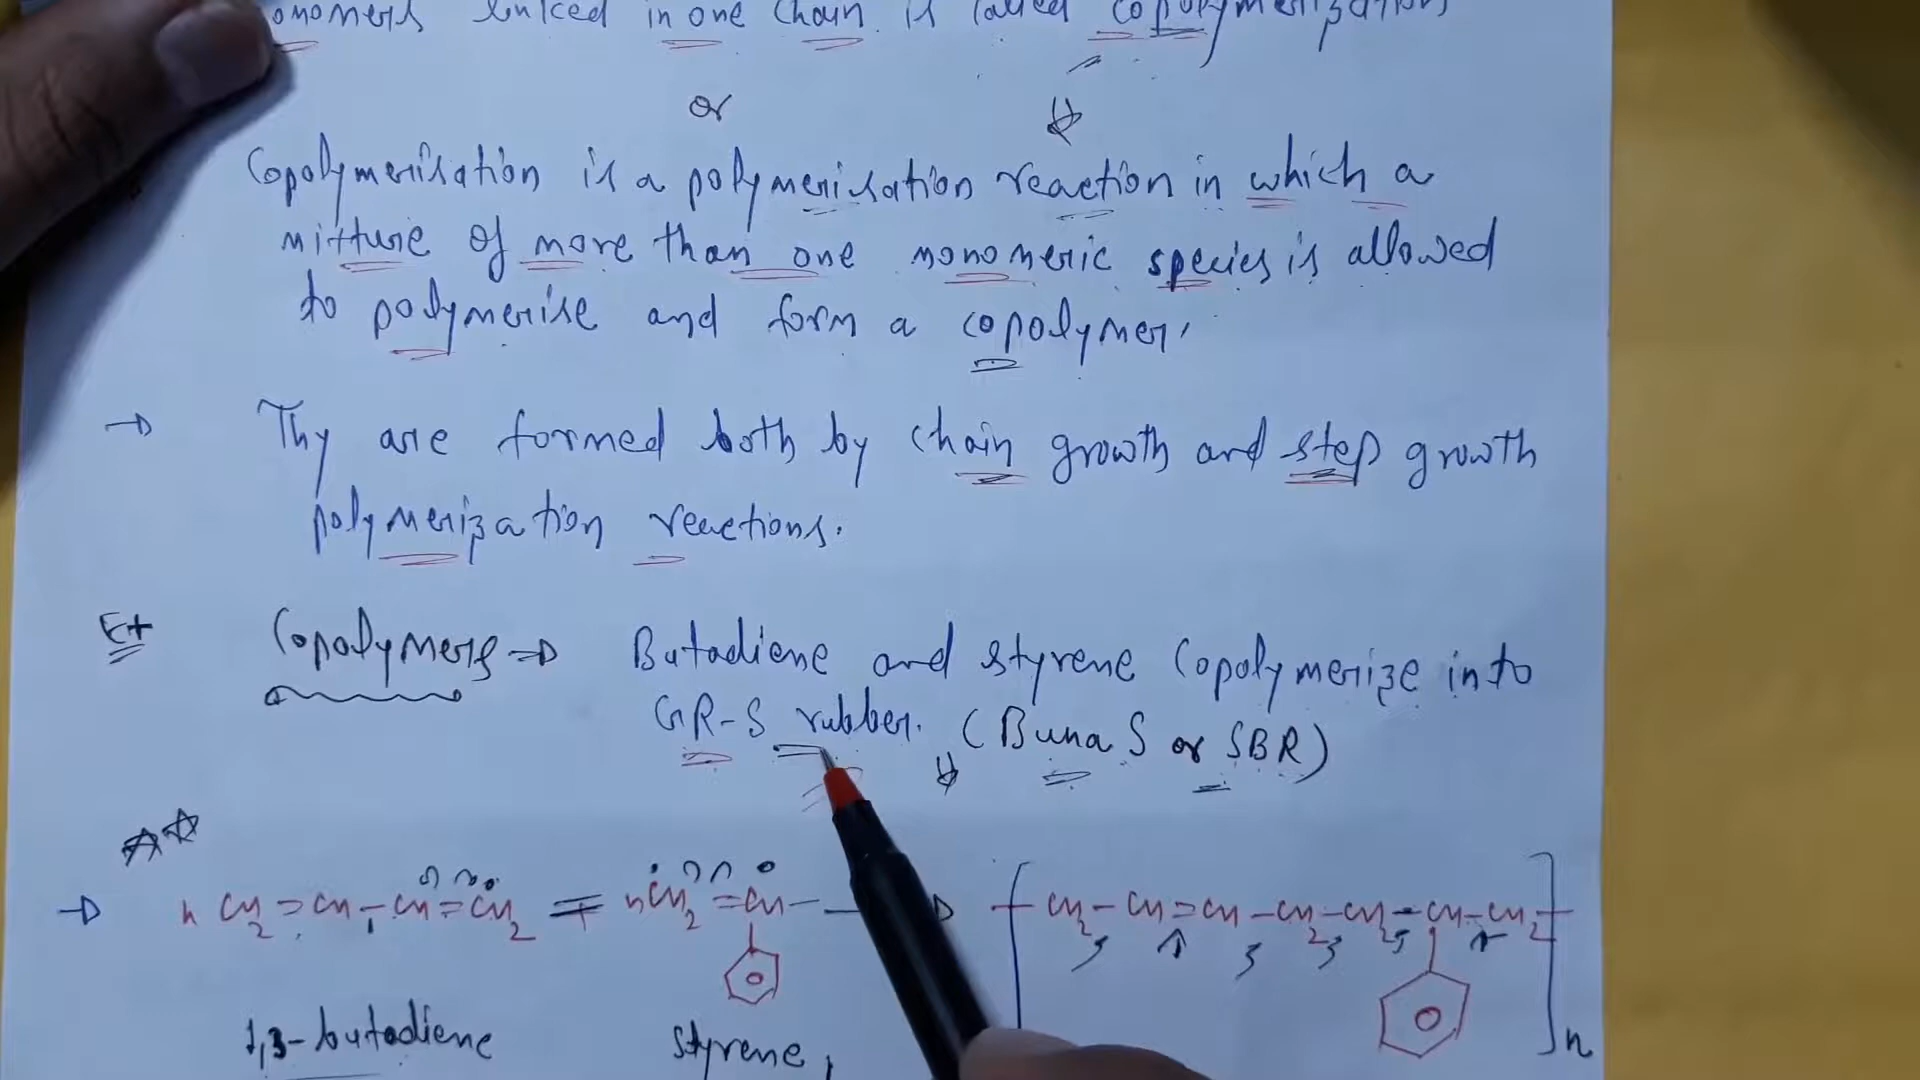 onomers linked in one chain is called copolymerization
or
Copolymerisation is a polymerisation reaction in which a
mixture of more than one monomeric species is allowed
to polymerise and form a copolymer.
→ Thy are formed both by chain growth and step growth
polymerization reactions.
Ex Copolymers → Butadiene and styrene copolymerize into
GR-S rubber. (Buna S or SBR)
→ n CH2=CH-CH=CH2 + nCH2=CH- → [-CH2-CH=CH-CH2-CH2-CH-CH2-]n
1,3-butadiene styrene,